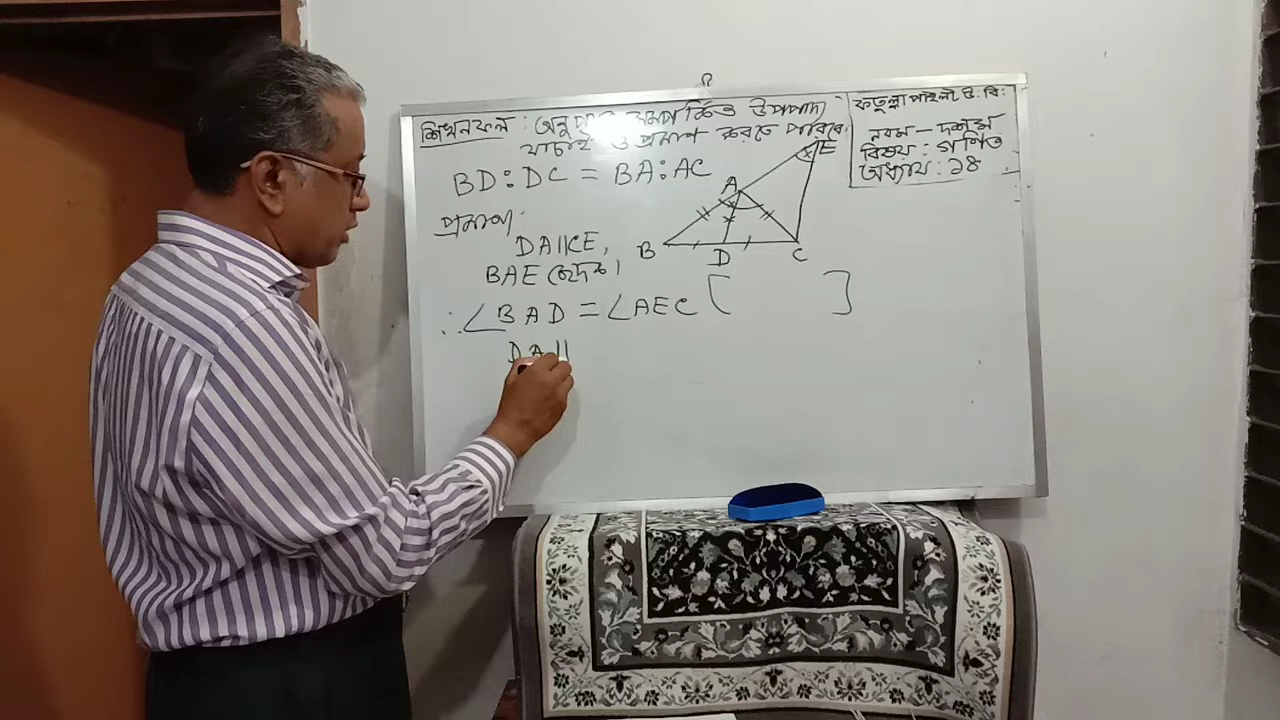 শিখনফল : অনুপাত সম্পর্কিত উপপাদ্য
যাচাই ও প্রমাণ করতে পারবে।
ফতুল্লা পাইলট উ. বি:
নবম - দশম
বিষয় : গণিত
অধ্যায় : ১৪
BD : DC = BA : AC
প্রমাণ:
DA||CE,
BAE ছেদক।
∴ ∠BAD = ∠AEC [ ]
DA||
E
A
B
D
C